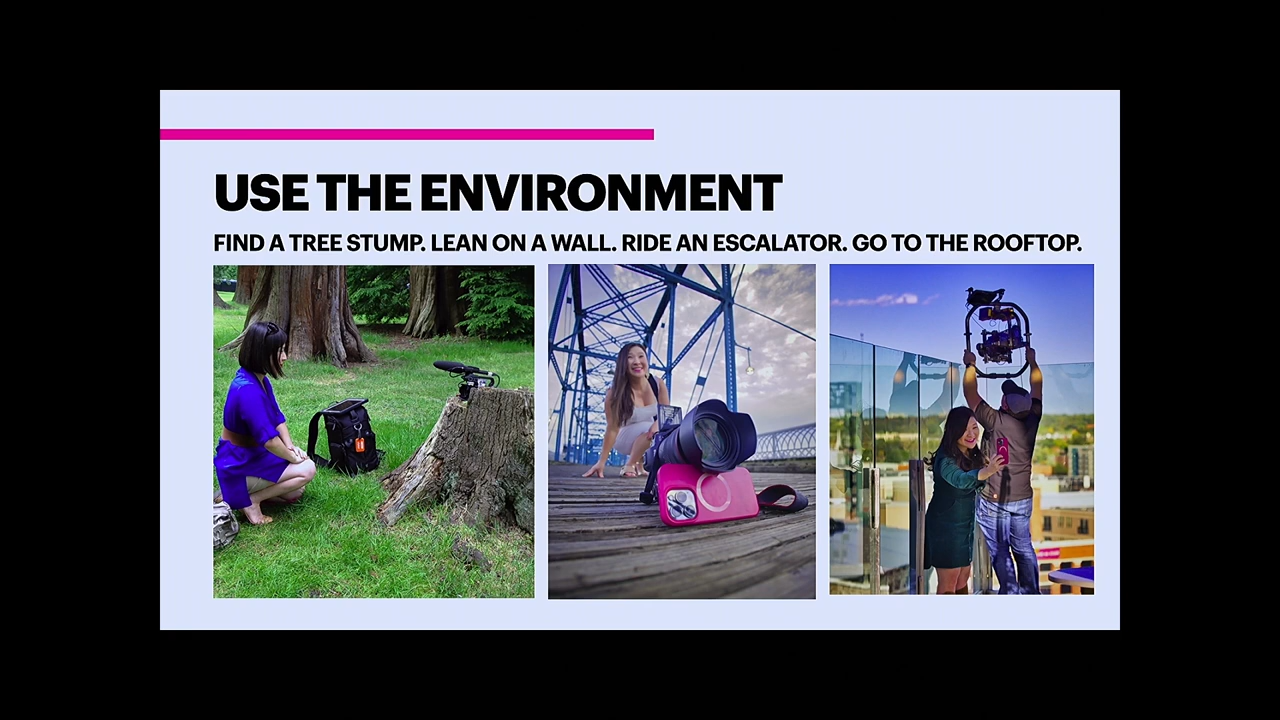 USE THE ENVIRONMENT
FIND A TREE STUMP. LEAN ON A WALL. RIDE AN ESCALATOR. GO TO THE ROOFTOP.